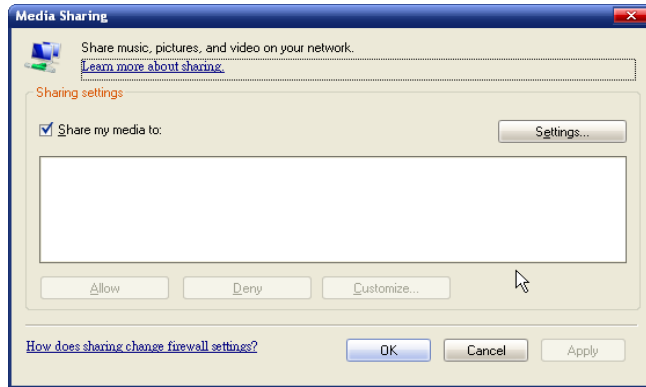 Media Sharing
Share music, pictures, and video on your network.
Learn more about sharing.
Sharing settings
Share my media to:
Settings...
Allow Deny Customize...
How does sharing change firewall settings? OK Cancel Apply